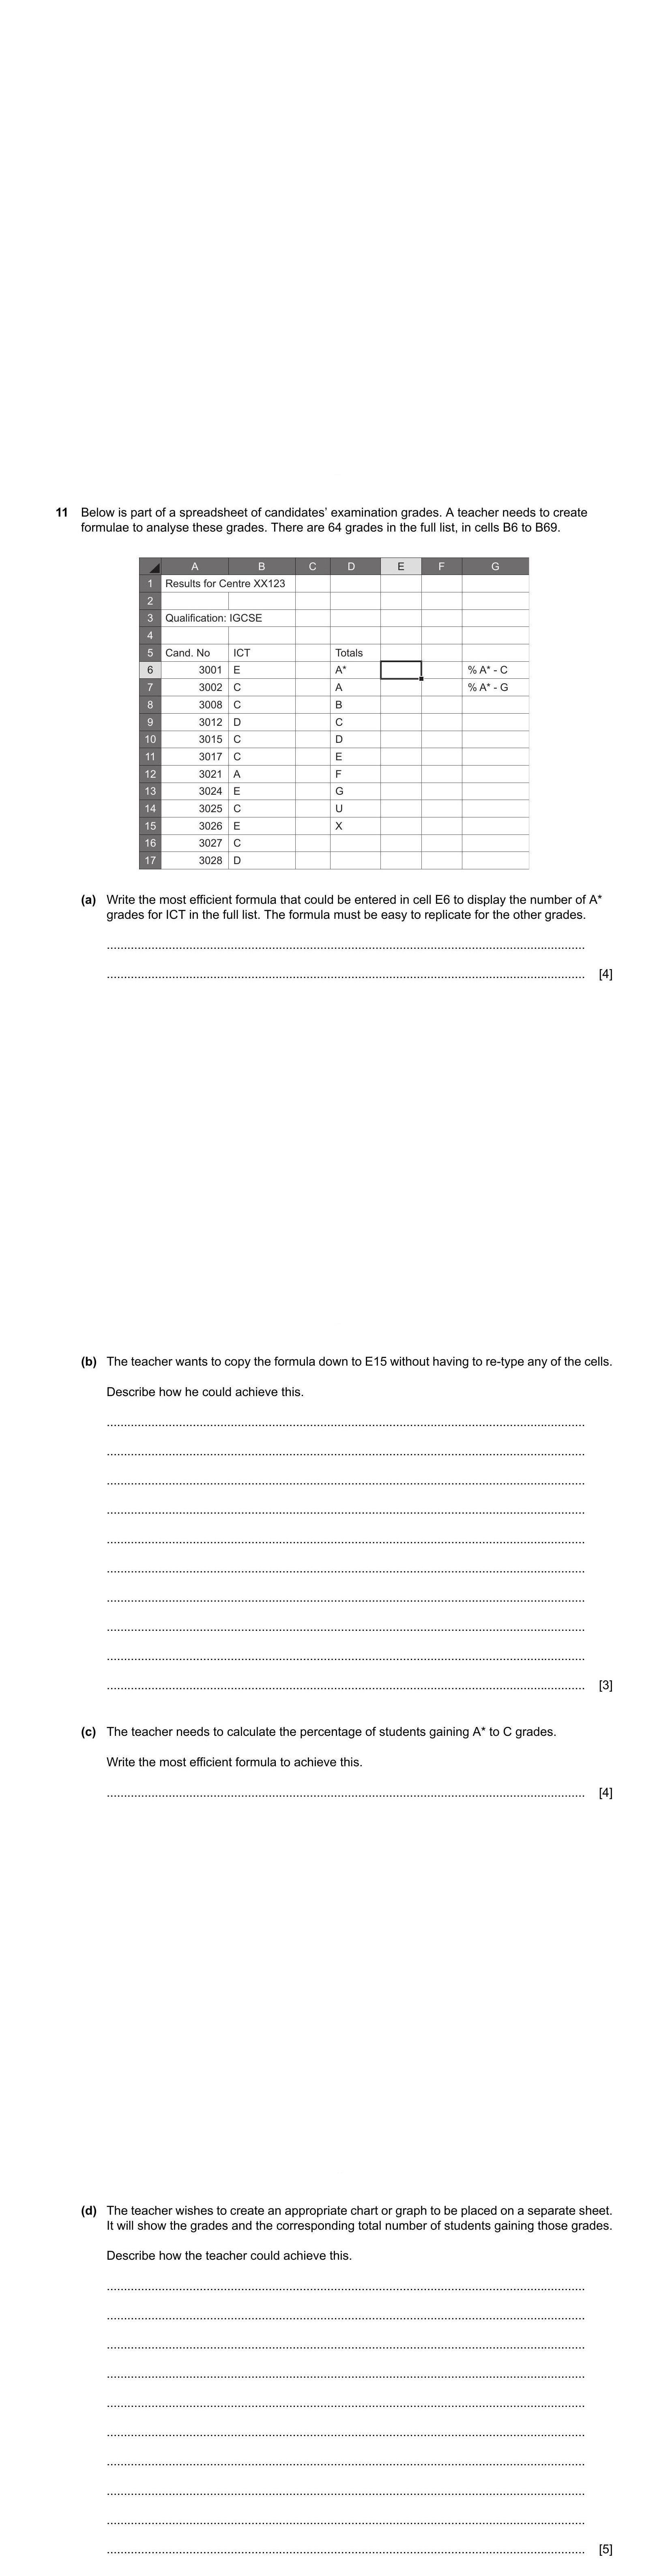 11 Below is part of a spreadsheet of candidates’ examination grades. A teacher needs to create
formulae to analyse these grades. There are 64 grades in the full list, in cells B6 to B69.
A B C D E F G
1 Results for Centre XX123
2
3 Qualification: IGCSE
4
5 Cand. No ICT Totals
6 3001 E A* % A* - C
7 3002 C A % A* - G
8 3008 C B
9 3012 D C
10 3015 C D
11 3017 C E
12 3021 A F
13 3024 E G
14 3025 C U
15 3026 E X
16 3027 C
17 3028 D
(a) Write the most efficient formula that could be entered in cell E6 to display the number of A*
grades for ICT in the full list. The formula must be easy to replicate for the other grades.
[4]
(b) The teacher wants to copy the formula down to E15 without having to re-type any of the cells.
Describe how he could achieve this.
[3]
(c) The teacher needs to calculate the percentage of students gaining A* to C grades.
Write the most efficient formula to achieve this.
[4]
(d) The teacher wishes to create an appropriate chart or graph to be placed on a separate sheet.
It will show the grades and the corresponding total number of students gaining those grades.
Describe how the teacher could achieve this.
[5]